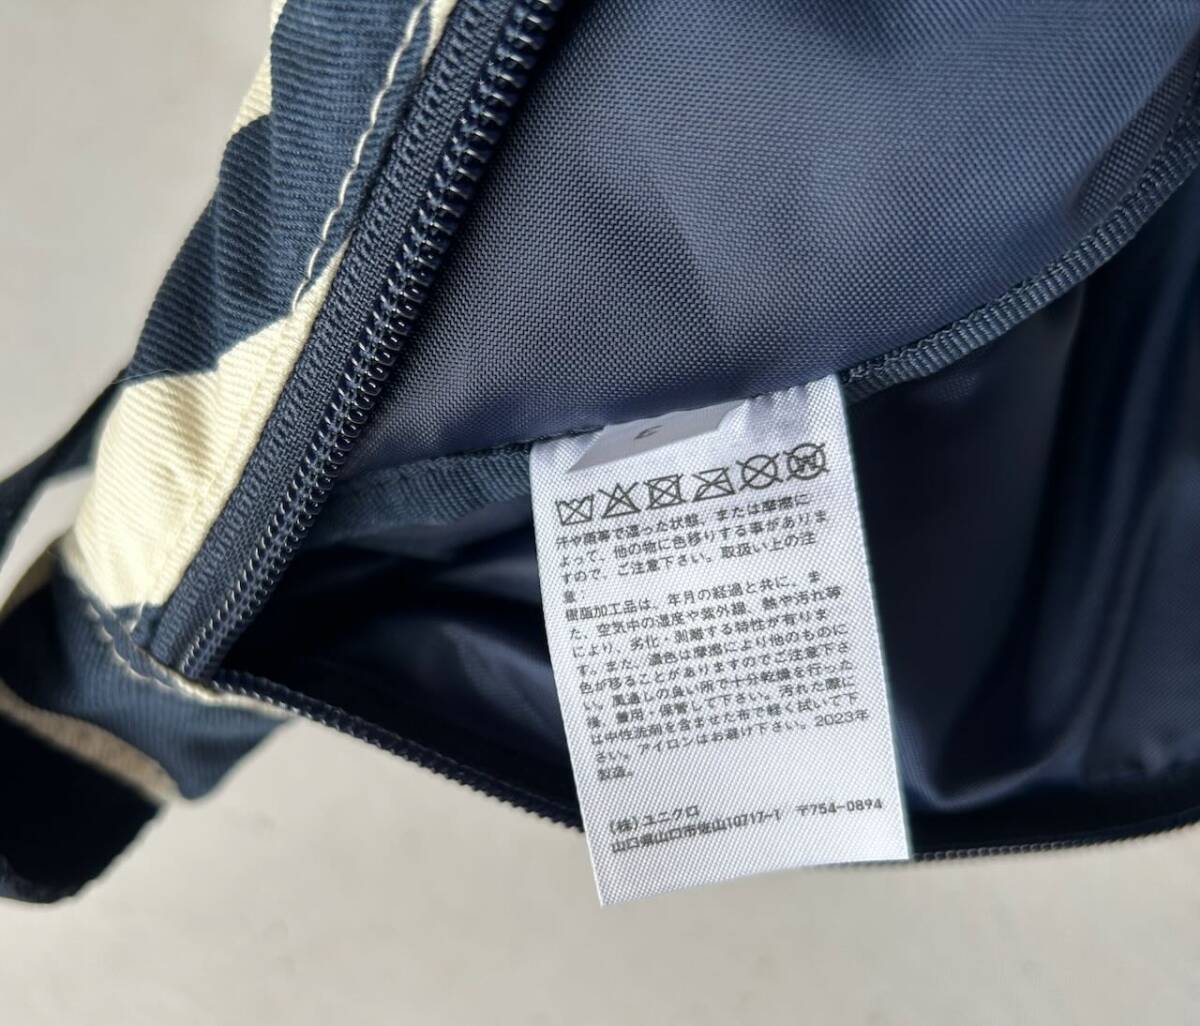 3
汗や雨等で湿った状態、または摩擦に
よって、他の物に色移りする事がありま
すので、ご注意下さい。取扱い上の注
意
樹脂加工品は、年月の経過と共に、ま
た、空気中の湿度や紫外線、熱や汚れ等
により、劣化・剥離する特性が有りま
す。また、濃色は摩擦により他のものに
色が移ることがありますのでご注意下さ
い。風通しの良い所で十分乾燥を行った
後、着用・保管して下さい。汚れた際に
は中性洗剤を含ませた布で軽く拭いて下
さい。アイロンはお避け下さい。2023年
製造。
(株)ユニクロ
山口県山口市佐山10717-1 〒754-0894